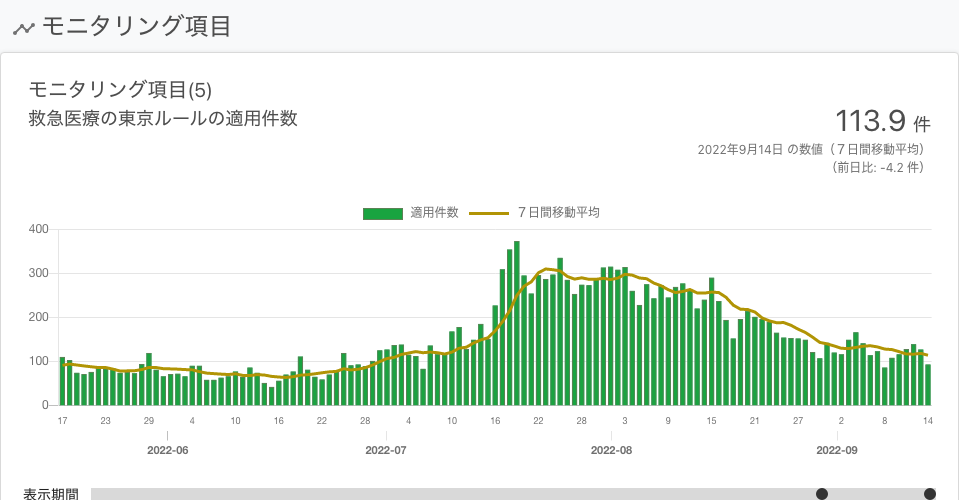 モニタリング項目
モニタリング項目(5)
救急医療の東京ルールの適用件数
113.9 件
2022年9月14日 の数値（７日間移動平均）
（前日比: -4.2 件）
適用件数 ７日間移動平均
400
300
200
100
0
17 23 29 4 10 16 22 28 4 10 16 22 28 3 9 15 21 27 2 8 14
2022-06 2022-07 2022-08 2022-09
表示期間